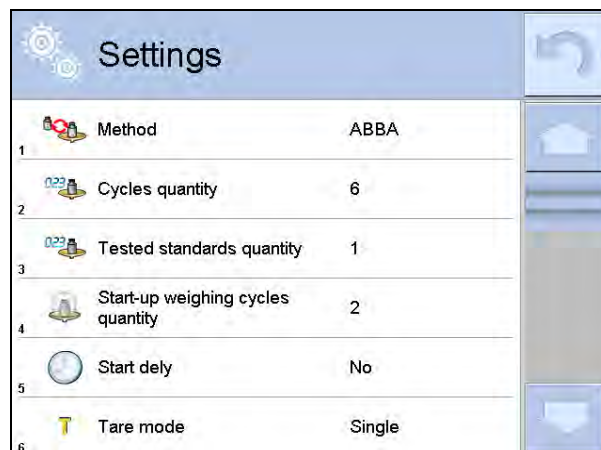 Settings
1 Method ABBA
2 Cycles quantity 6
3 Tested standards quantity 1
4 Start-up weighing cycles
quantity 2
5 Start dely No
6 Tare mode Single